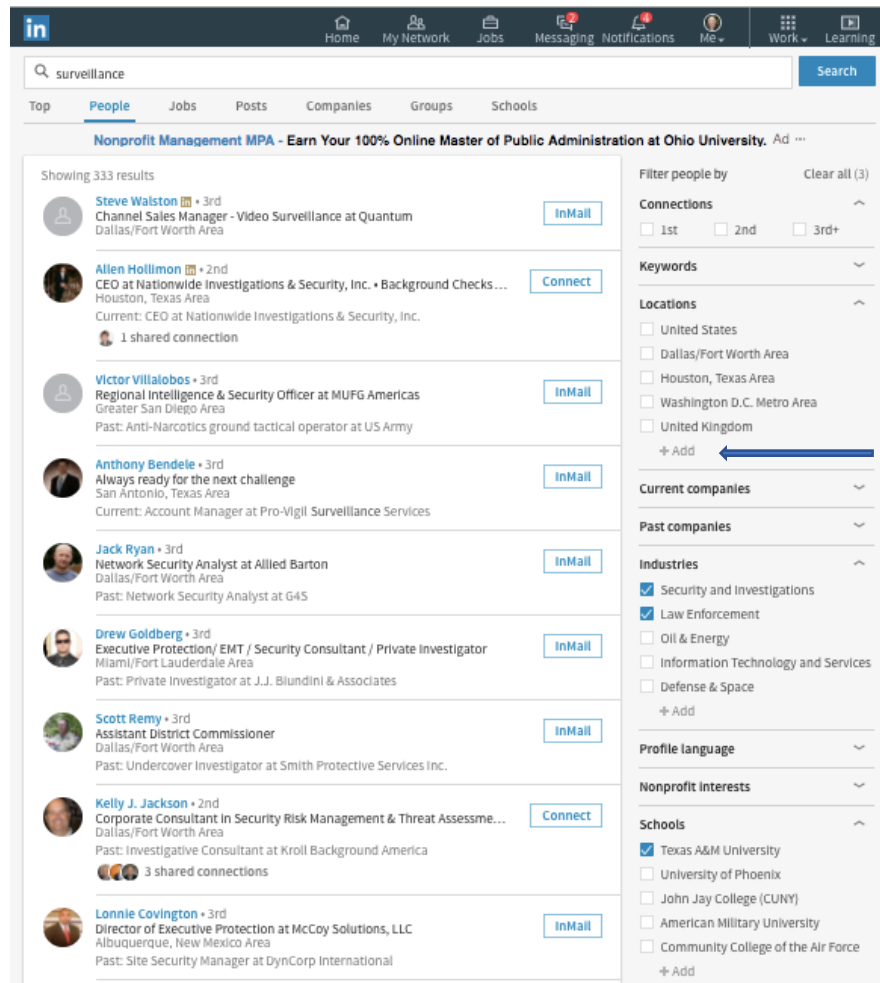 in
Home
My Network
Jobs
2
Messaging
4
Notifications
Me
Work
Learning
surveillance
Search
Top People Jobs Posts Companies Groups Schools
Nonprofit Management MPA - Earn Your 100% Online Master of Public Administration at Ohio University. Ad ...
Showing 333 results
Steve Walston in • 3rd
Channel Sales Manager - Video Surveillance at Quantum
Dallas/Fort Worth Area
InMail
Allen Hollimon in • 2nd
CEO at Nationwide Investigations & Security, Inc. • Background Checks...
Houston, Texas Area
Current: CEO at Nationwide Investigations & Security, Inc.
1 shared connection
Connect
Victor Villalobos • 3rd
Regional Intelligence & Security Officer at MUFG Americas
Greater San Diego Area
Past: Anti-Narcotics ground tactical operator at US Army
InMail
Anthony Bendele • 3rd
Always ready for the next challenge
San Antonio, Texas Area
Current: Account Manager at Pro-Vigil Surveillance Services
InMail
Jack Ryan • 3rd
Network Security Analyst at Allied Barton
Dallas/Fort Worth Area
Past: Network Security Analyst at G4S
InMail
Drew Goldberg • 3rd
Executive Protection/ EMT / Security Consultant / Private Investigator
Miami/Fort Lauderdale Area
Past: Private Investigator at J.J. Biundini & Associates
InMail
Scott Remy • 3rd
Assistant District Commissioner
Dallas/Fort Worth Area
Past: Undercover Investigator at Smith Protective Services Inc.
InMail
Kelly J. Jackson • 2nd
Corporate Consultant in Security Risk Management & Threat Assessme...
Dallas/Fort Worth Area
Past: Investigative Consultant at Kroll Background America
3 shared connections
Connect
Lonnie Covington • 3rd
Director of Executive Protection at McCoy Solutions, LLC
Albuquerque, New Mexico Area
Past: Site Security Manager at DynCorp International
InMail
Filter people by Clear all (3)
Connections
1st 2nd 3rd+
Keywords
Locations
United States
Dallas/Fort Worth Area
Houston, Texas Area
Washington D.C. Metro Area
United Kingdom
+ Add
Current companies
Past companies
Industries
Security and Investigations
Law Enforcement
Oil & Energy
Information Technology and Services
Defense & Space
+ Add
Profile language
Nonprofit interests
Schools
Texas A&M University
University of Phoenix
John Jay College (CUNY)
American Military University
Community College of the Air Force
+ Add